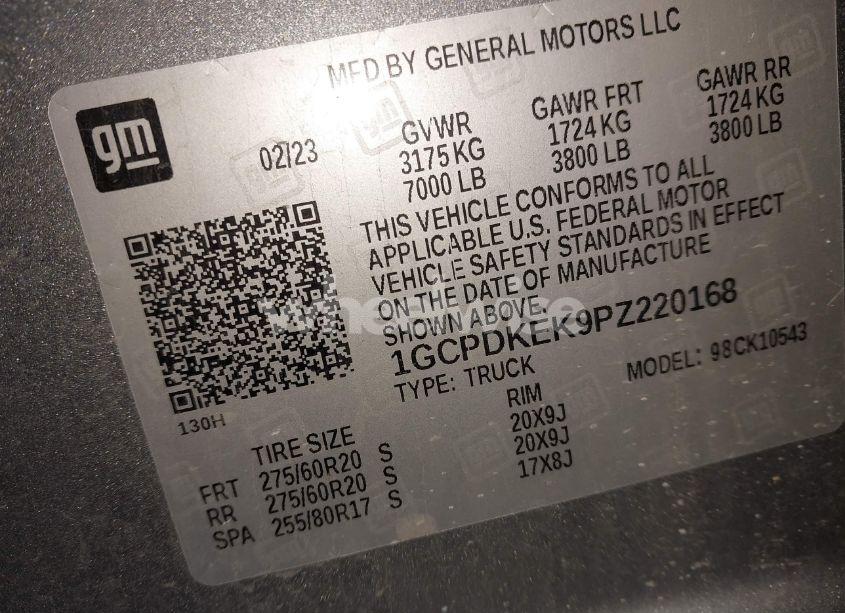 MFD BY GENERAL MOTORS LLC
gm
02/23
GVWR GAWR FRT GAWR RR
3175 KG 1724 KG 1724 KG
7000 LB 3800 LB 3800 LB
THIS VEHICLE CONFORMS TO ALL
APPLICABLE U.S. FEDERAL MOTOR
VEHICLE SAFETY STANDARDS IN EFFECT
ON THE DATE OF MANUFACTURE
SHOWN ABOVE.
1GCPDKEK9PZ220168
TYPE: TRUCK MODEL: 98CK10543
130H
TIRE SIZE RIM
FRT 275/60R20 S 20X9J
RR 275/60R20 S 20X9J
SPA 255/80R17 S 17X8J